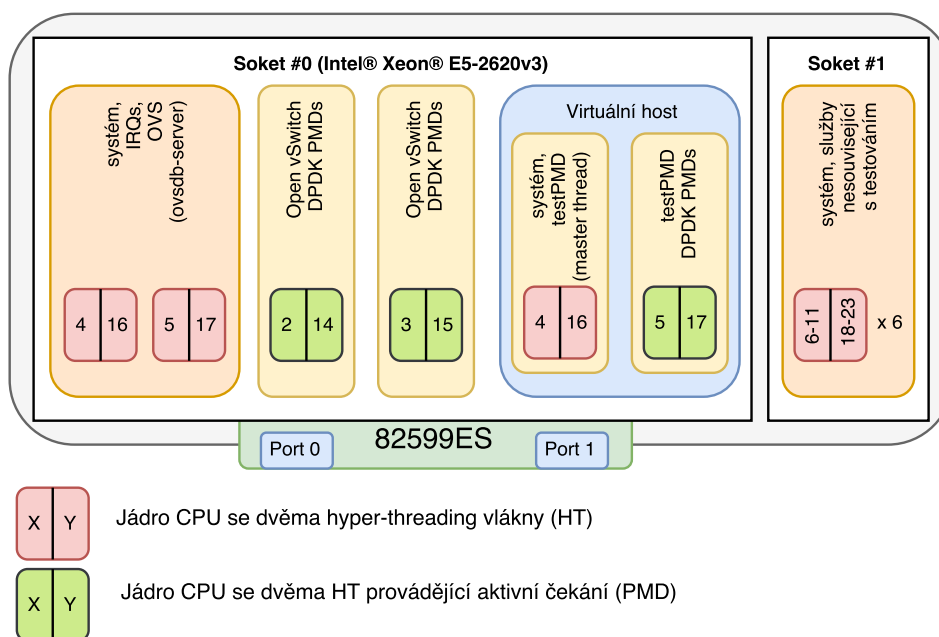 Soket #0 (Intel® Xeon® E5-2620v3)
systém,
IRQs,
OVS
(ovsdb-server)
4
16
5
17
Open vSwitch
DPDK PMDs
2
14
Open vSwitch
DPDK PMDs
3
15
Virtuální host
systém,
testPMD
(master thread)
4
16
testPMD
DPDK PMDs
5
17
Soket #1
systém, služby
nesouvisející
s testováním
6-11
18-23
x 6
82599ES
Port 0
Port 1
X
Y
Jádro CPU se dvěma hyper-threading vlákny (HT)
X
Y
Jádro CPU se dvěma HT provádějící aktivní čekání (PMD)